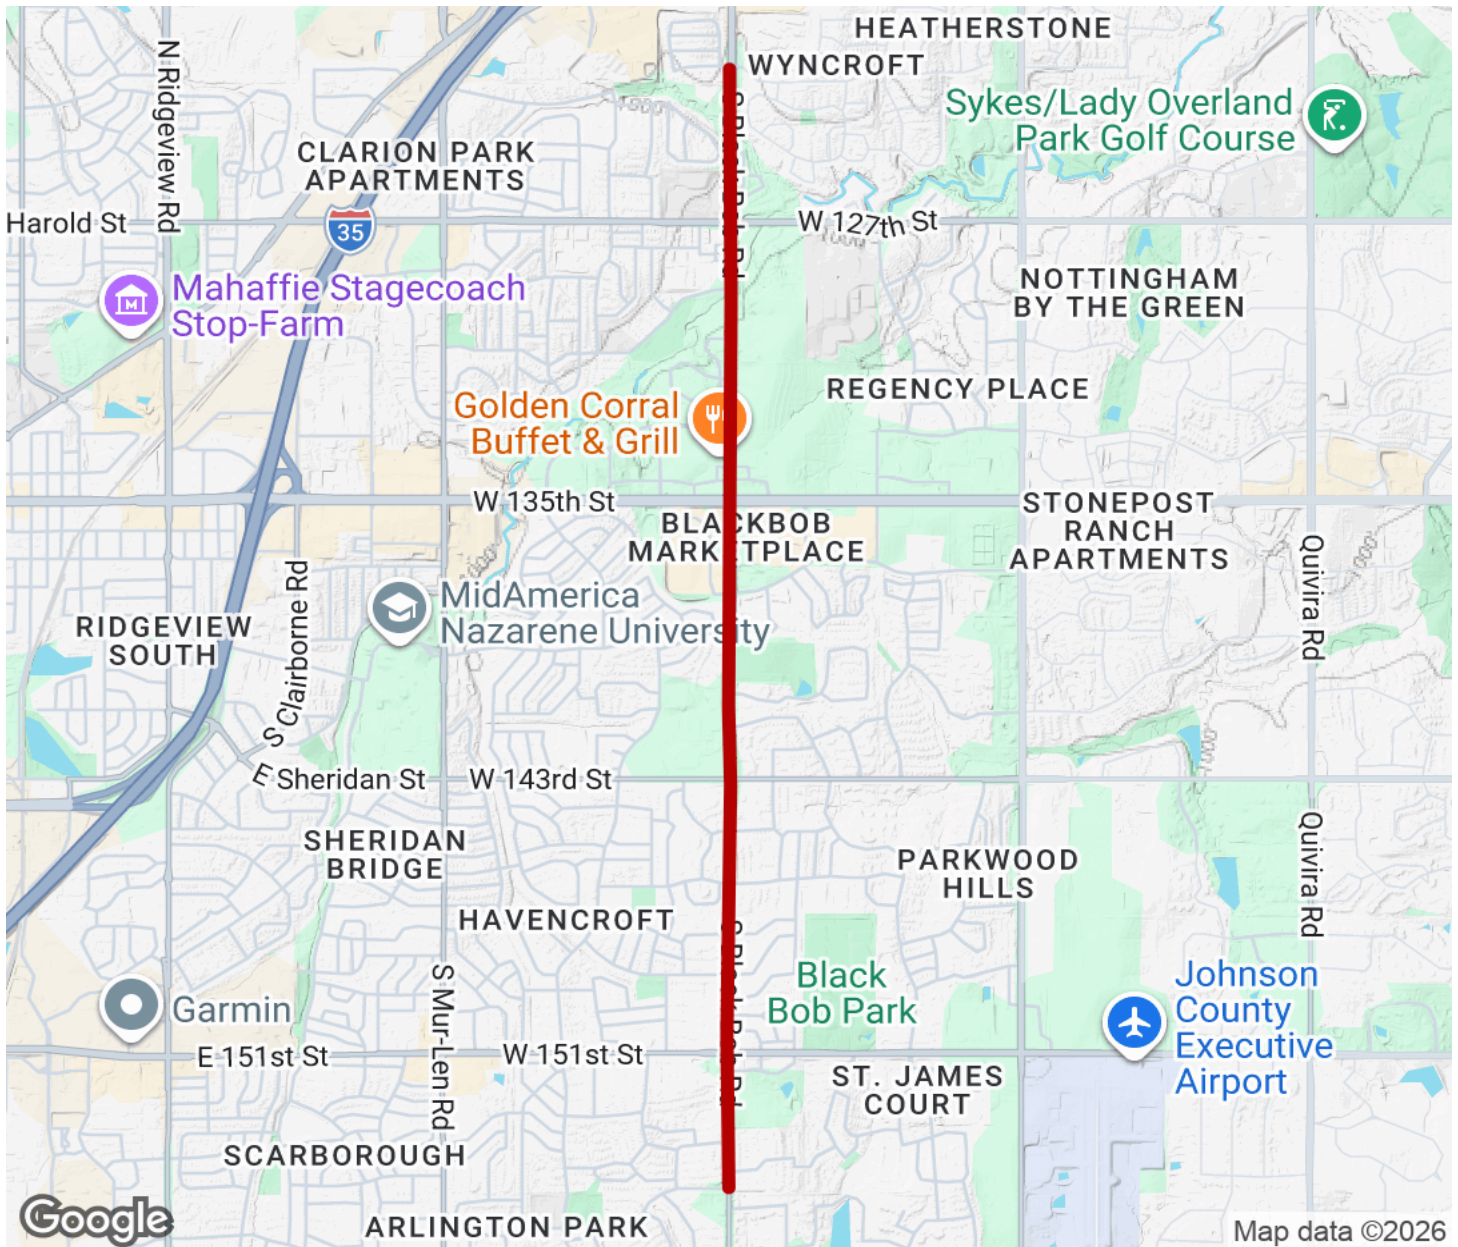 HEATHERSTONE
WYNCROFT
N Ridgeview Rd
Sykes/Lady Overland
Park Golf Course
CLARION PARK
APARTMENTS
Harold St
35
W 127th St
Mahaffie Stagecoach
Stop-Farm
NOTTINGHAM
BY THE GREEN
REGENCY PLACE
Golden Corral
Buffet & Grill
W 135th St
BLACKBOB
MARKETPLACE
STONEPOST
RANCH
APARTMENTS
Quivira Rd
S Clairborne Rd
MidAmerica
Nazarene University
RIDGEVIEW
SOUTH
E Sheridan St
W 143rd St
SHERIDAN
BRIDGE
PARKWOOD
HILLS
Quivira Rd
HAVENCROFT
S Black Bob Rd
Black
Bob Park
Johnson
County
Executive
Airport
Garmin
S Mur-Len Rd
E 151st St
W 151st St
ST. JAMES
COURT
SCARBOROUGH
ARLINGTON PARK
Google
Map data ©2026